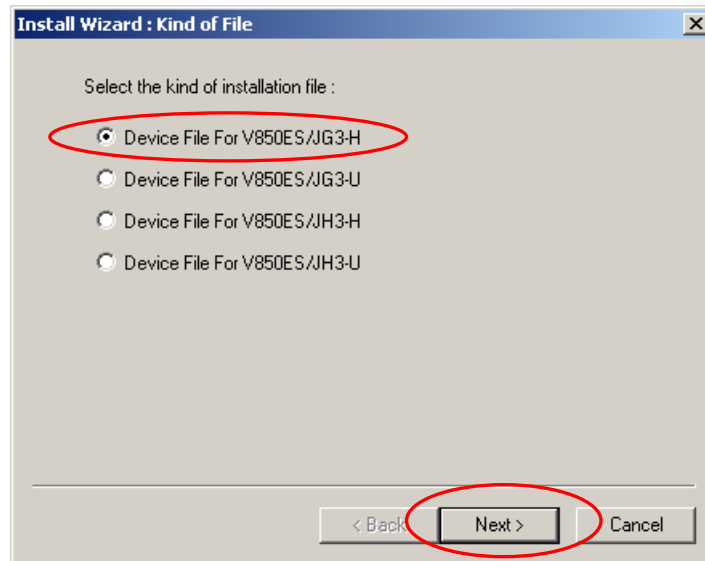 Install Wizard : Kind of File
Select the kind of installation file :
Device File For V850ES/JG3-H
Device File For V850ES/JG3-U
Device File For V850ES/JH3-H
Device File For V850ES/JH3-U
< Back Next > Cancel